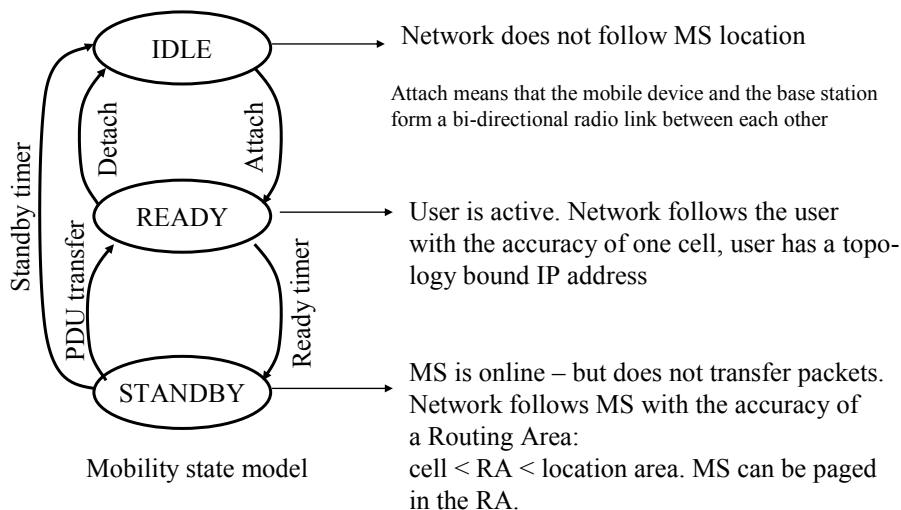 IDLE
Network does not follow MS location
Attach means that the mobile device and the base station
form a bi-directional radio link between each other
Standby timer
Detach
Attach
READY
User is active. Network follows the user
with the accuracy of one cell, user has a topo-
logy bound IP address
PDU transfer
Ready timer
STANDBY
MS is online – but does not transfer packets.
Network follows MS with the accuracy of
a Routing Area:
cell < RA < location area. MS can be paged
in the RA.
Mobility state model